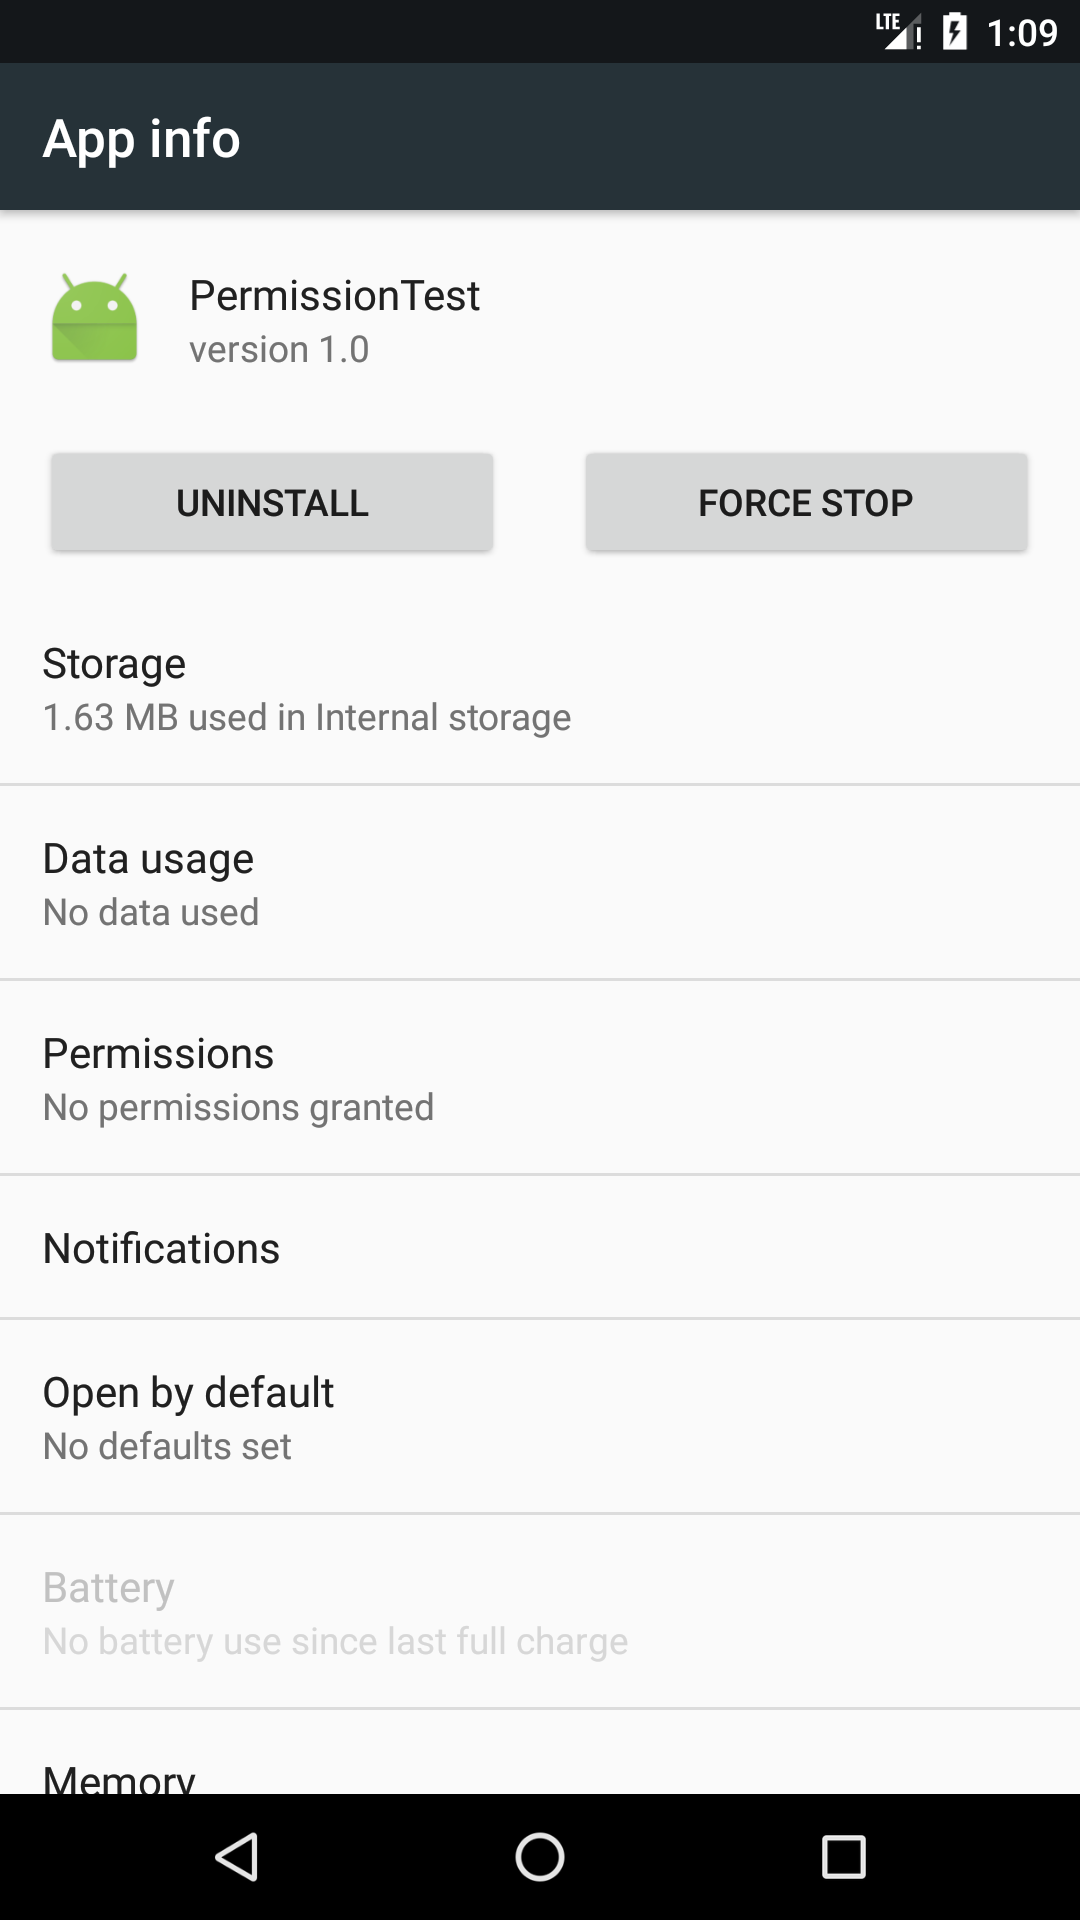 LTE 1:09
App info
PermissionTest
version 1.0
UNINSTALL FORCE STOP
Storage
1.63 MB used in Internal storage
Data usage
No data used
Permissions
No permissions granted
Notifications
Open by default
No defaults set
Battery
No battery use since last full charge
Memory